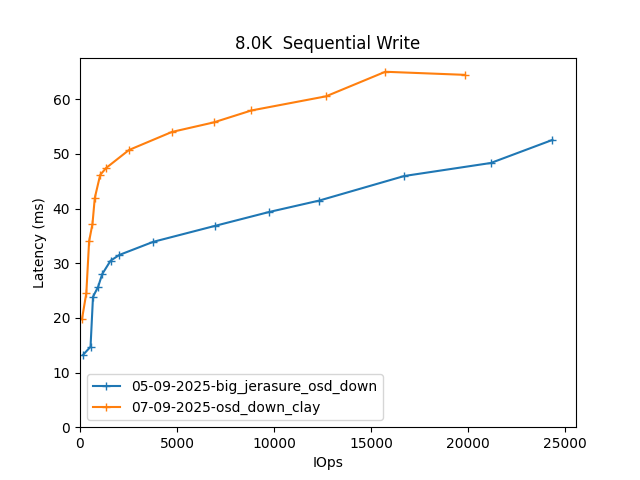 8.0K  Sequential Write
Latency (ms)
60
50
40
30
20
10
0
05-09-2025-big_jerasure_osd_down
07-09-2025-osd_down_clay
0 5000 10000 15000 20000 25000
IOps